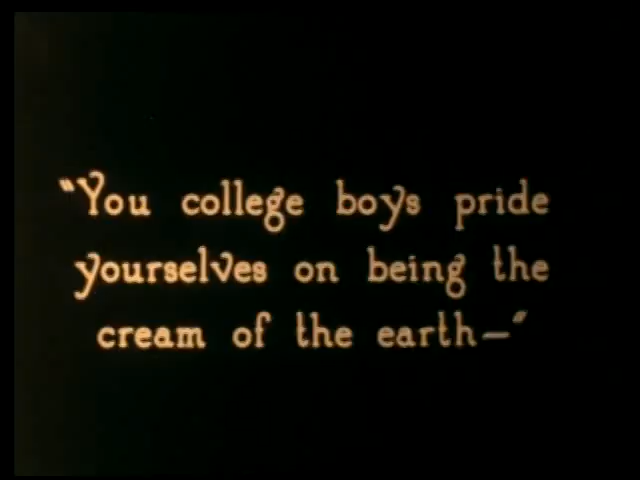 "You college boys pride
yourselves on being the
cream of the earth—"